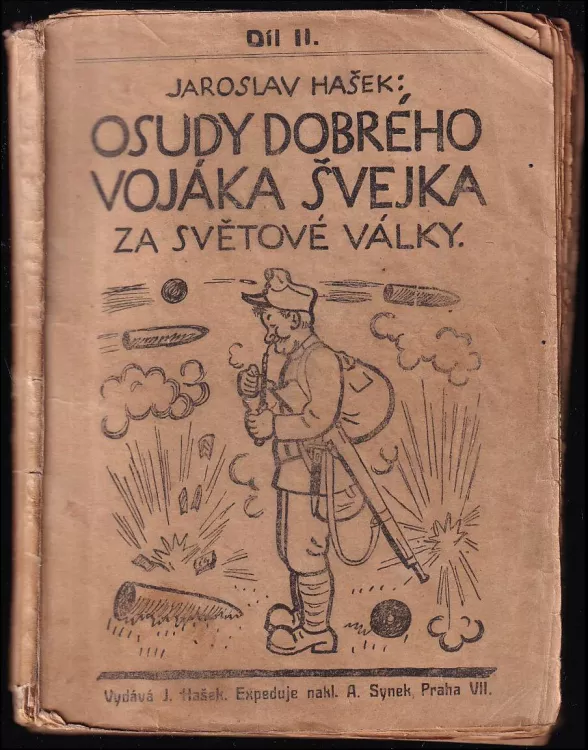 Díl II.
JAROSLAV HAŠEK:
OSUDY DOBRÉHO
VOJÁKA ŠVEJKA
ZA SVĚTOVÉ VÁLKY.
Vydává J. Hašek. Expeduje nakl. A. Synek, Praha VII.